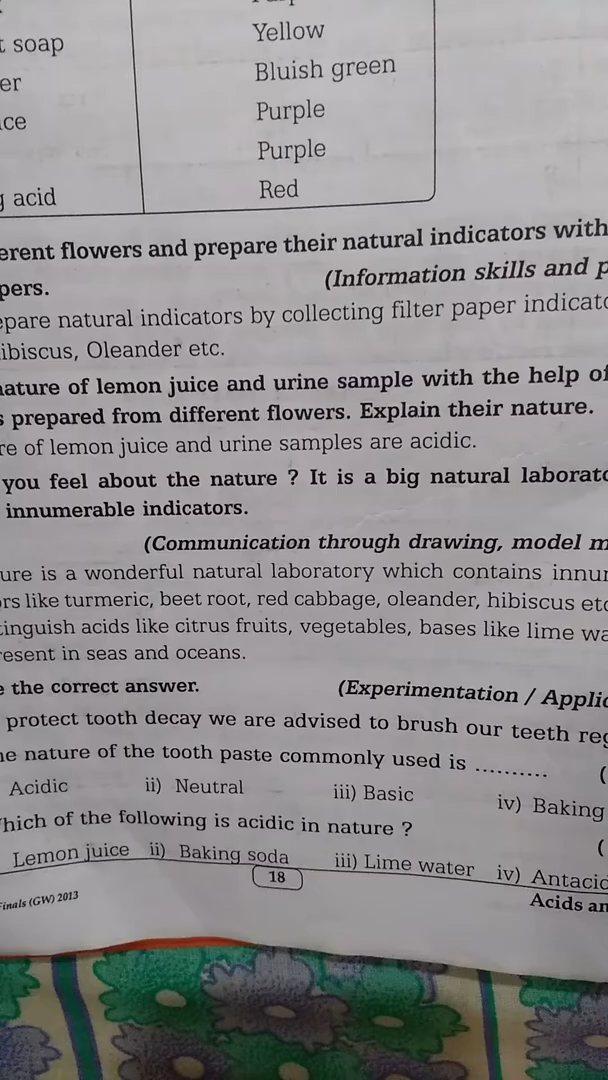 t soap Yellow
er Bluish green
ce Purple
Purple
g acid Red
erent flowers and prepare their natural indicators with
pers. (Information skills and p
epare natural indicators by collecting filter paper indicato
ibiscus, Oleander etc.
nature of lemon juice and urine sample with the help of
s prepared from different flowers. Explain their nature.
re of lemon juice and urine samples are acidic.
you feel about the nature ? It is a big natural laborato
innumerable indicators.
(Communication through drawing, model m
ure is a wonderful natural laboratory which contains innum
ors like turmeric, beet root, red cabbage, oleander, hibiscus etc
tinguish acids like citrus fruits, vegetables, bases like lime wa
resent in seas and oceans.
e the correct answer. (Experimentation / Applic
protect tooth decay we are advised to brush our teeth reg
he nature of the tooth paste commonly used is .......... (
Acidic ii) Neutral iii) Basic iv) Baking
hich of the following is acidic in nature ? (
Lemon juice ii) Baking soda iii) Lime water iv) Antacid
18
Finals (GW) 2013 Acids an